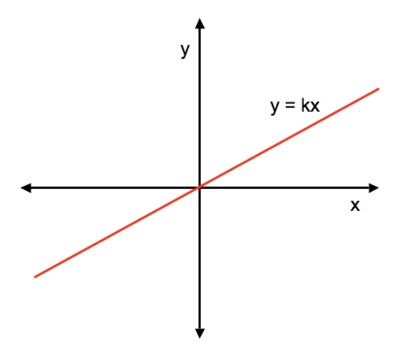 y
y = kx
x